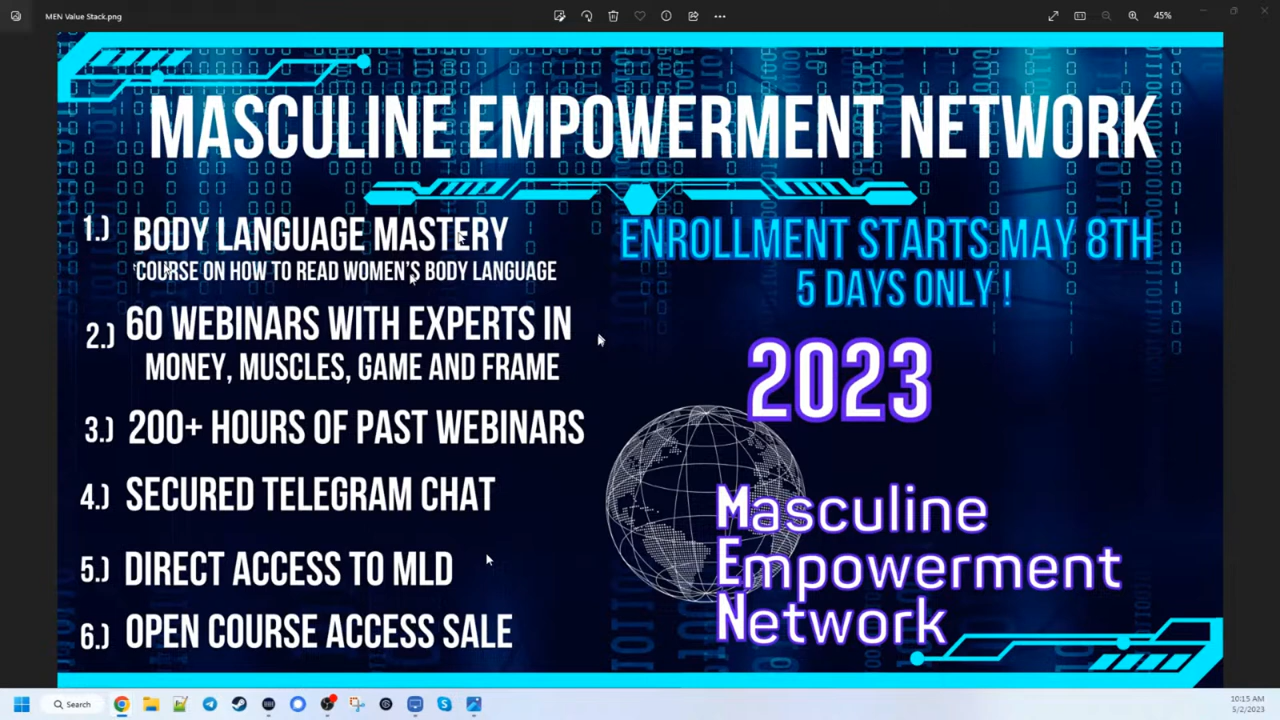 MEN Value Stack.png
45%
MASCULINE EMPOWERMENT NETWORK
1.) BODY LANGUAGE MASTERY
COURSE ON HOW TO READ WOMEN'S BODY LANGUAGE
2.) 60 WEBINARS WITH EXPERTS IN
MONEY, MUSCLES, GAME AND FRAME
3.) 200+ HOURS OF PAST WEBINARS
4.) SECURED TELEGRAM CHAT
5.) DIRECT ACCESS TO MLD
6.) OPEN COURSE ACCESS SALE
ENROLLMENT STARTS MAY 8TH
5 DAYS ONLY !
2023
Masculine
Empowerment
Network
Search
10:15 AM
5/2/2023